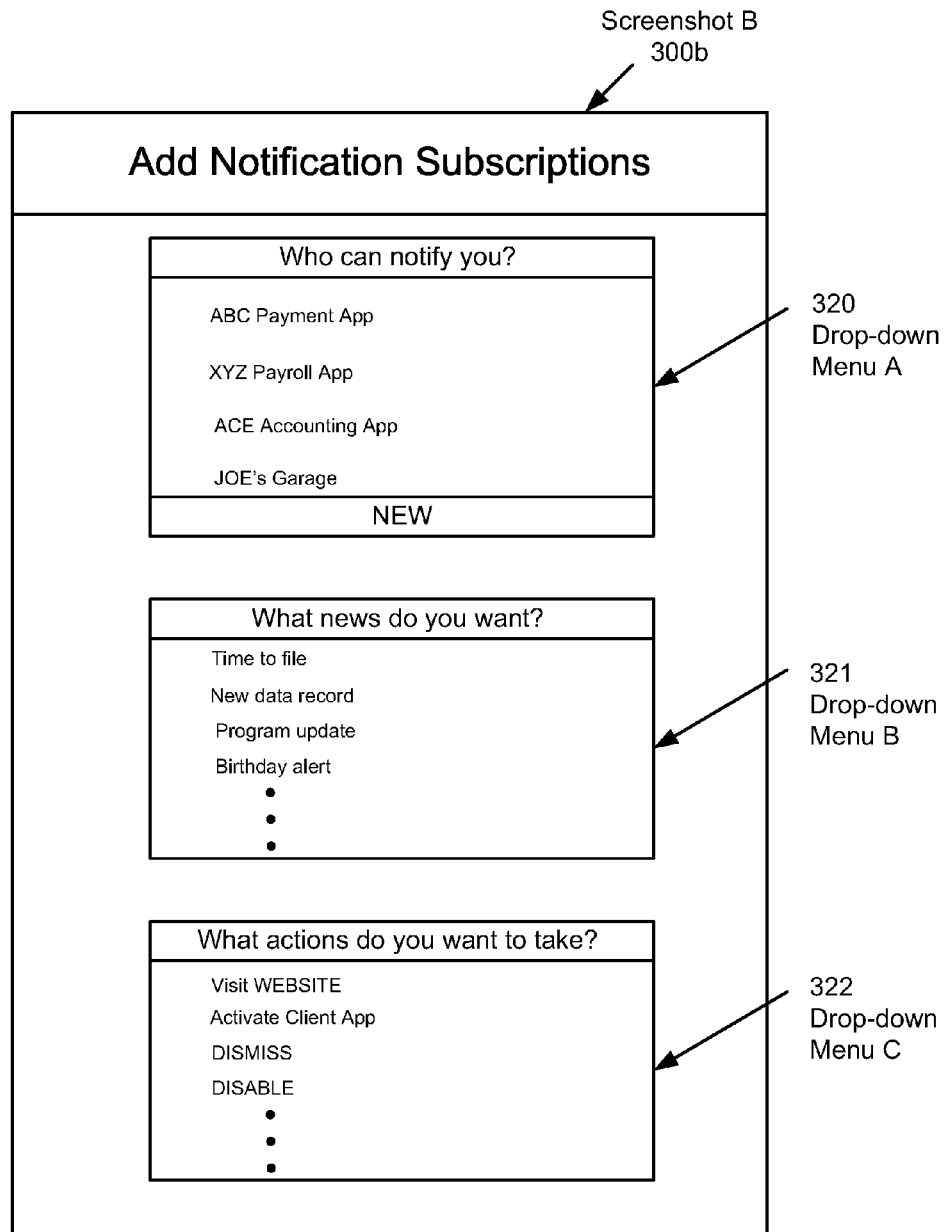 Screenshot B
300b
Add Notification Subscriptions
Who can notify you?
ABC Payment App
XYZ Payroll App
ACE Accounting App
JOE's Garage
NEW
320
Drop-down
Menu A
What news do you want?
Time to file
New data record
Program update
Birthday alert
321
Drop-down
Menu B
What actions do you want to take?
Visit WEBSITE
Activate Client App
DISMISS
DISABLE
322
Drop-down
Menu C